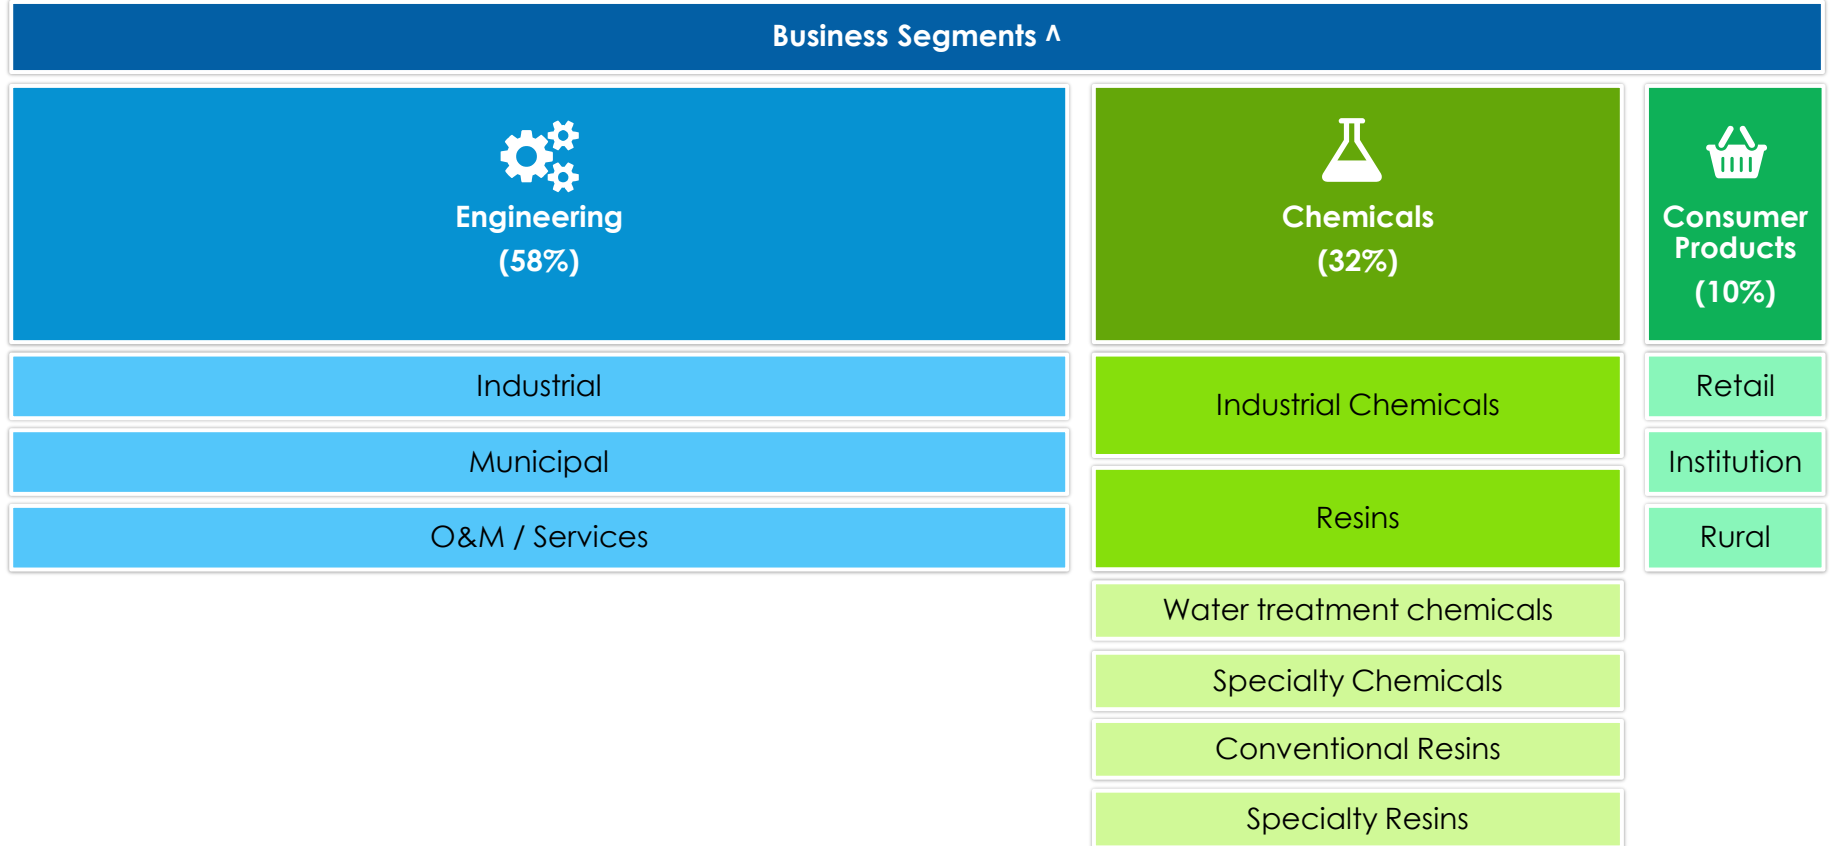 Business Segments ^
Engineering
(58%)
Industrial
Municipal
O&M / Services
Chemicals
(32%)
Industrial Chemicals
Resins
Water treatment chemicals
Specialty Chemicals
Conventional Resins
Specialty Resins
Consumer
Products
(10%)
Retail
Institution
Rural